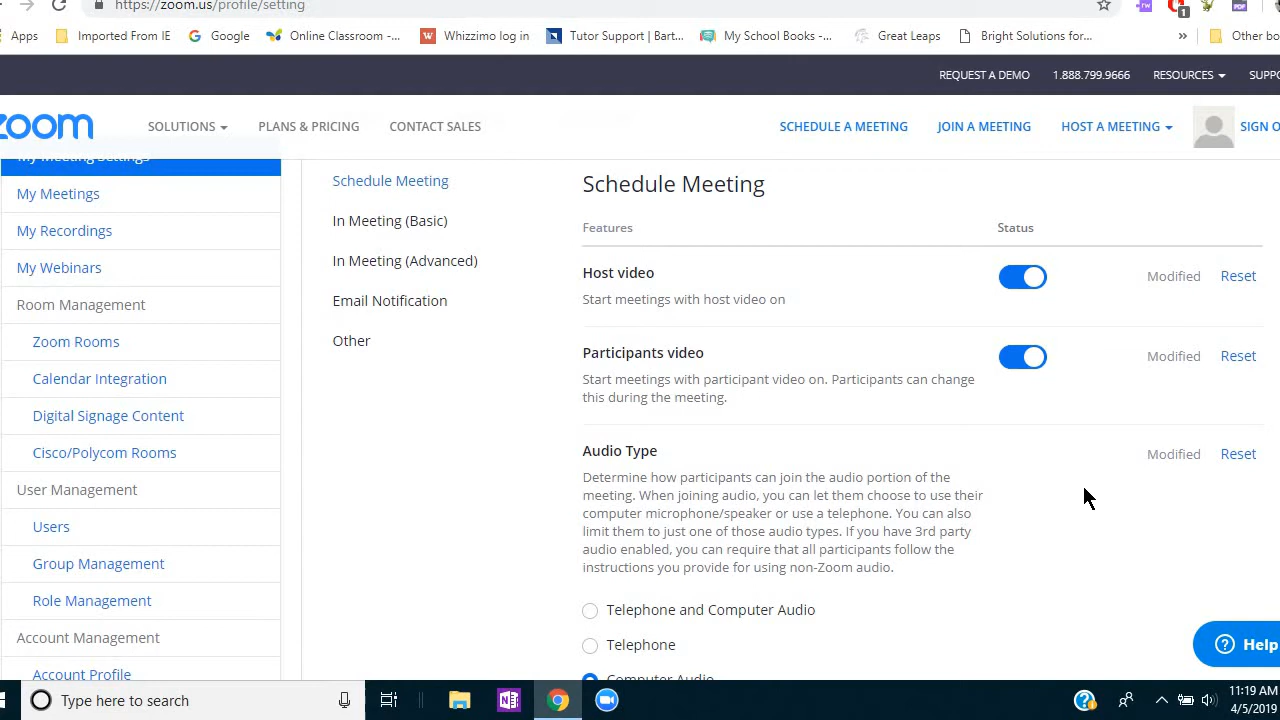 https://zoom.us/profile/setting
1
PDF
Apps
Imported From IE
Google
Online Classroom -...
W
Whizzimo log in
Tutor Support | Bart...
My School Books -...
Great Leaps
Bright Solutions for...
»
Other bo
REQUEST A DEMO
1.888.799.9666
RESOURCES
SUPPO
zoom
SOLUTIONS
PLANS & PRICING
CONTACT SALES
SCHEDULE A MEETING
JOIN A MEETING
HOST A MEETING
SIGN O
My Meeting Settings
My Meetings
My Recordings
My Webinars
Room Management
Zoom Rooms
Calendar Integration
Digital Signage Content
Cisco/Polycom Rooms
User Management
Users
Group Management
Role Management
Account Management
Account Profile
Schedule Meeting
In Meeting (Basic)
In Meeting (Advanced)
Email Notification
Other
Schedule Meeting
Features
Status
Host video
Start meetings with host video on
Modified
Reset
Participants video
Start meetings with participant video on. Participants can change
this during the meeting.
Modified
Reset
Audio Type
Determine how participants can join the audio portion of the
meeting. When joining audio, you can let them choose to use their
computer microphone/speaker or use a telephone. You can also
limit them to just one of those audio types. If you have 3rd party
audio enabled, you can require that all participants follow the
instructions you provide for using non-Zoom audio.
Modified
Reset
Telephone and Computer Audio
Telephone
Computer Audio
Help
Type here to search
N
11:19 AM
4/5/2019